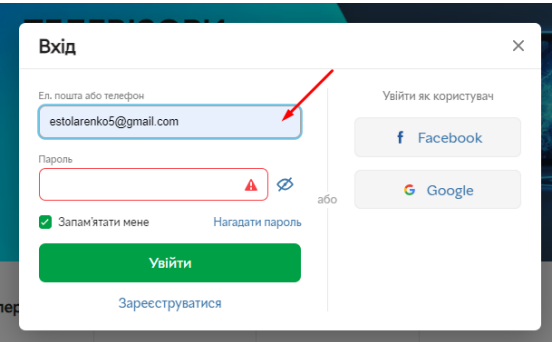 ТЕЛЕВІЗОРИ
Вхід
Ел. пошта або телефон
estolarenko5@gmail.com
Пароль
Запам'ятати мене
Нагадати пароль
Увійти
Зареєструватися
або
Увійти як користувач
Facebook
Google